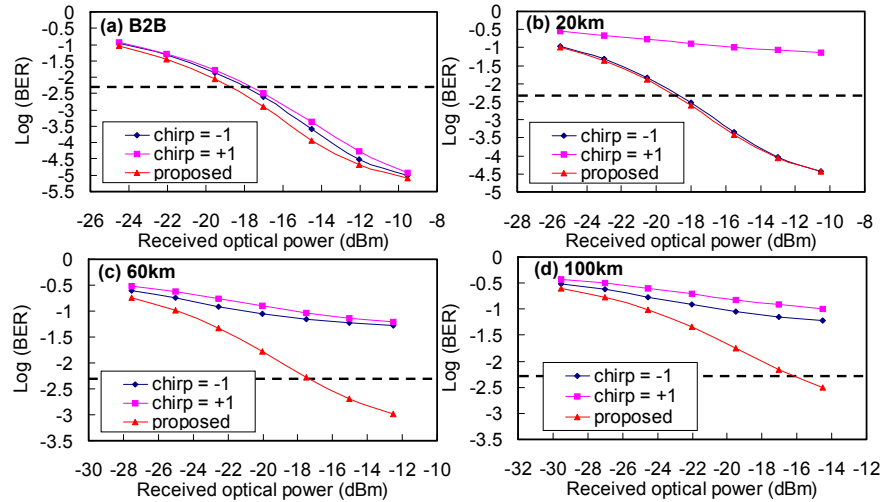 (a) B2B
Log (BER)
0
-0.5
-1
-1.5
-2
-2.5
-3
-3.5
-4
-4.5
-5
-5.5
chirp = -1
chirp = +1
proposed
-26 -24 -22 -20 -18 -16 -14 -12 -10 -8
Received optical power (dBm)
(b) 20km
Log (BER)
0
-0.5
-1
-1.5
-2
-2.5
-3
-3.5
-4
-4.5
-5
chirp = -1
chirp = +1
proposed
-28 -26 -24 -22 -20 -18 -16 -14 -12 -10 -8
Received optical power (dBm)
(c) 60km
Log (BER)
0
-0.5
-1
-1.5
-2
-2.5
-3
-3.5
chirp = -1
chirp = +1
proposed
-30 -28 -26 -24 -22 -20 -18 -16 -14 -12 -10
Received optical power (dBm)
(d) 100km
Log (BER)
0
-0.5
-1
-1.5
-2
-2.5
-3
-3.5
chirp = -1
chirp = +1
proposed
-32 -30 -28 -26 -24 -22 -20 -18 -16 -14 -12
Received optical power (dBm)